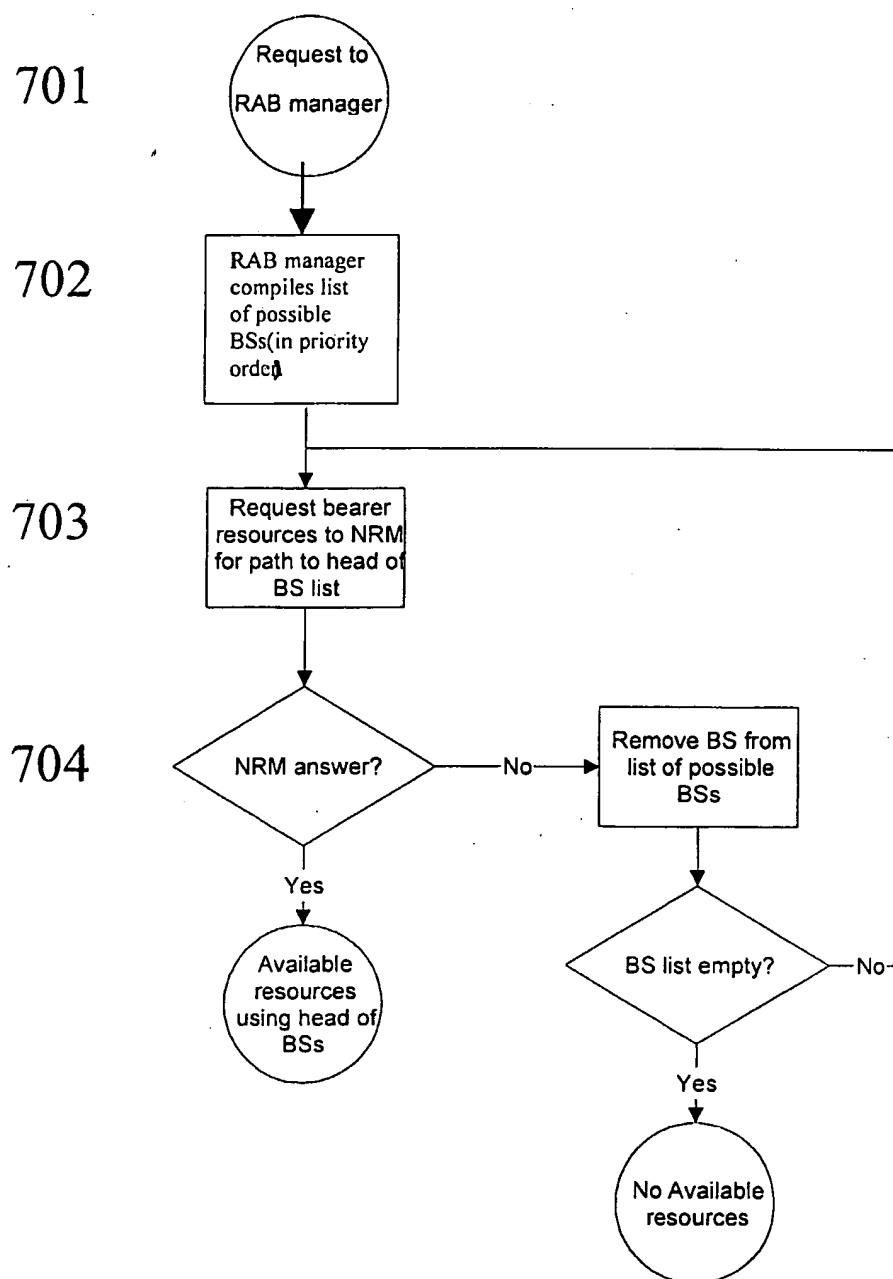 701
Request to
RAB manager
702
RAB manager
compiles list
of possible
BSs(in priority
order)
703
Request bearer
resources to NRM
for path to head of
BS list
704
NRM answer?
No
Remove BS from
list of possible
BSs
Yes
Available
resources
using head of
BSs
BS list empty?
No
Yes
No Available
resources